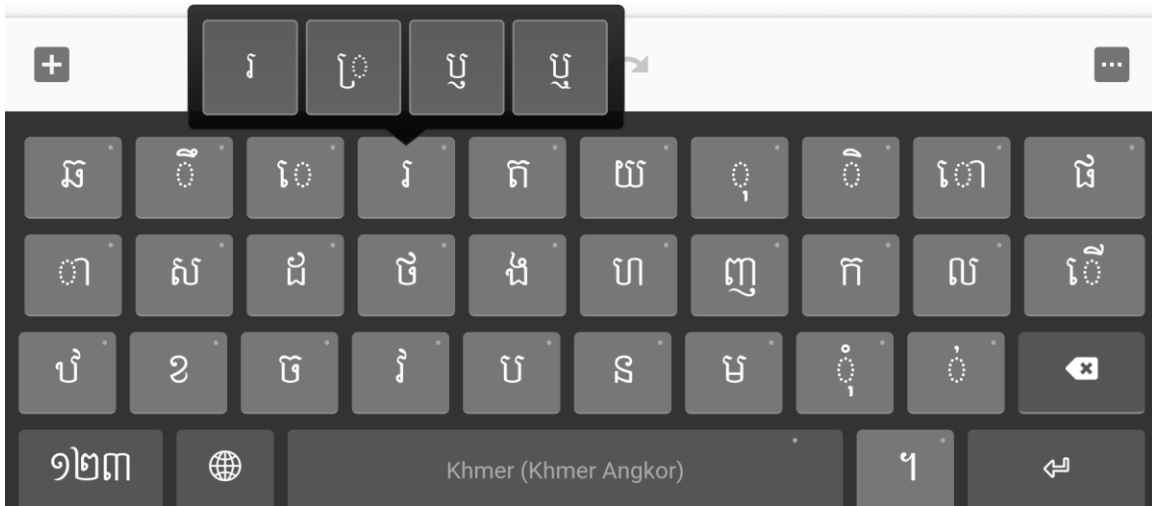 រ ្រ ឫ ឬ
ឆ ឹ េ រ ត យ ុ ិ ោ ផ
ា ស ដ ថ ង ហ ញ ក ល ើ
ឋ ខ ច វ ប ន ម ុំ ់
១២៣ Khmer (Khmer Angkor) ។